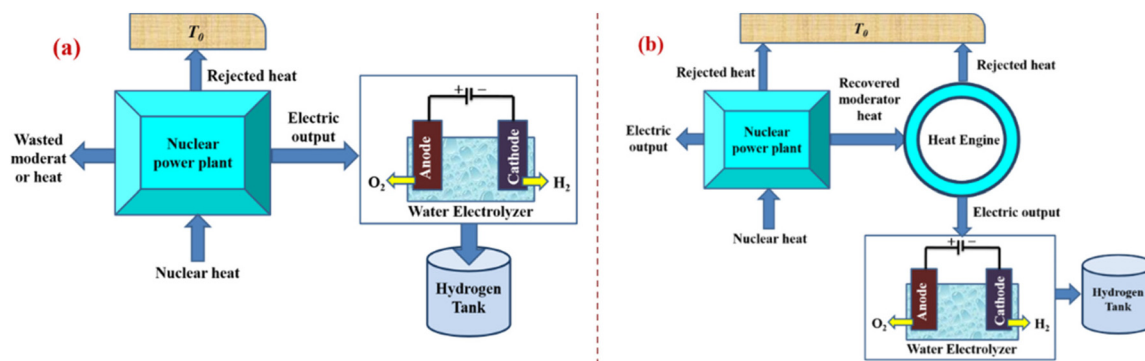 (a)
T₀
Rejected heat
Nuclear
power plant
Wasted
moderat
or heat
Electric
output
Nuclear heat
+ −
Anode
Cathode
O₂
H₂
Water Electrolyzer
Hydrogen
Tank
(b)
T₀
Rejected heat
Rejected heat
Recovered
moderator
heat
Electric
output
Nuclear
power plant
Heat Engine
Nuclear heat
Electric output
+ −
Anode
Cathode
O₂
H₂
Water Electrolyzer
Hydrogen
Tank